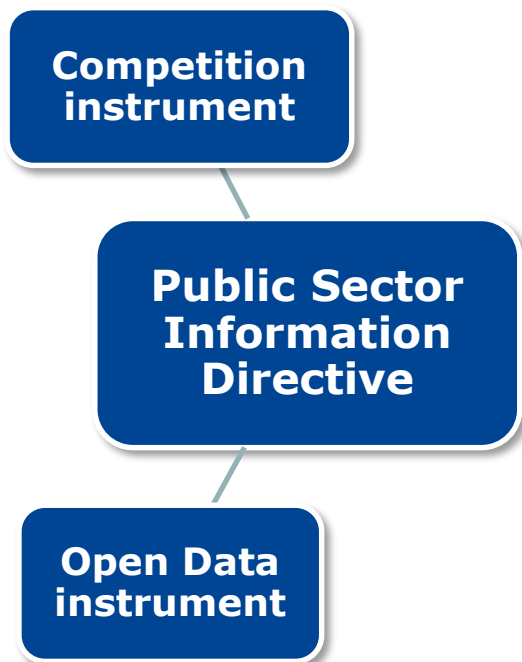 Competition
instrument
Public Sector
Information
Directive
Open Data
instrument